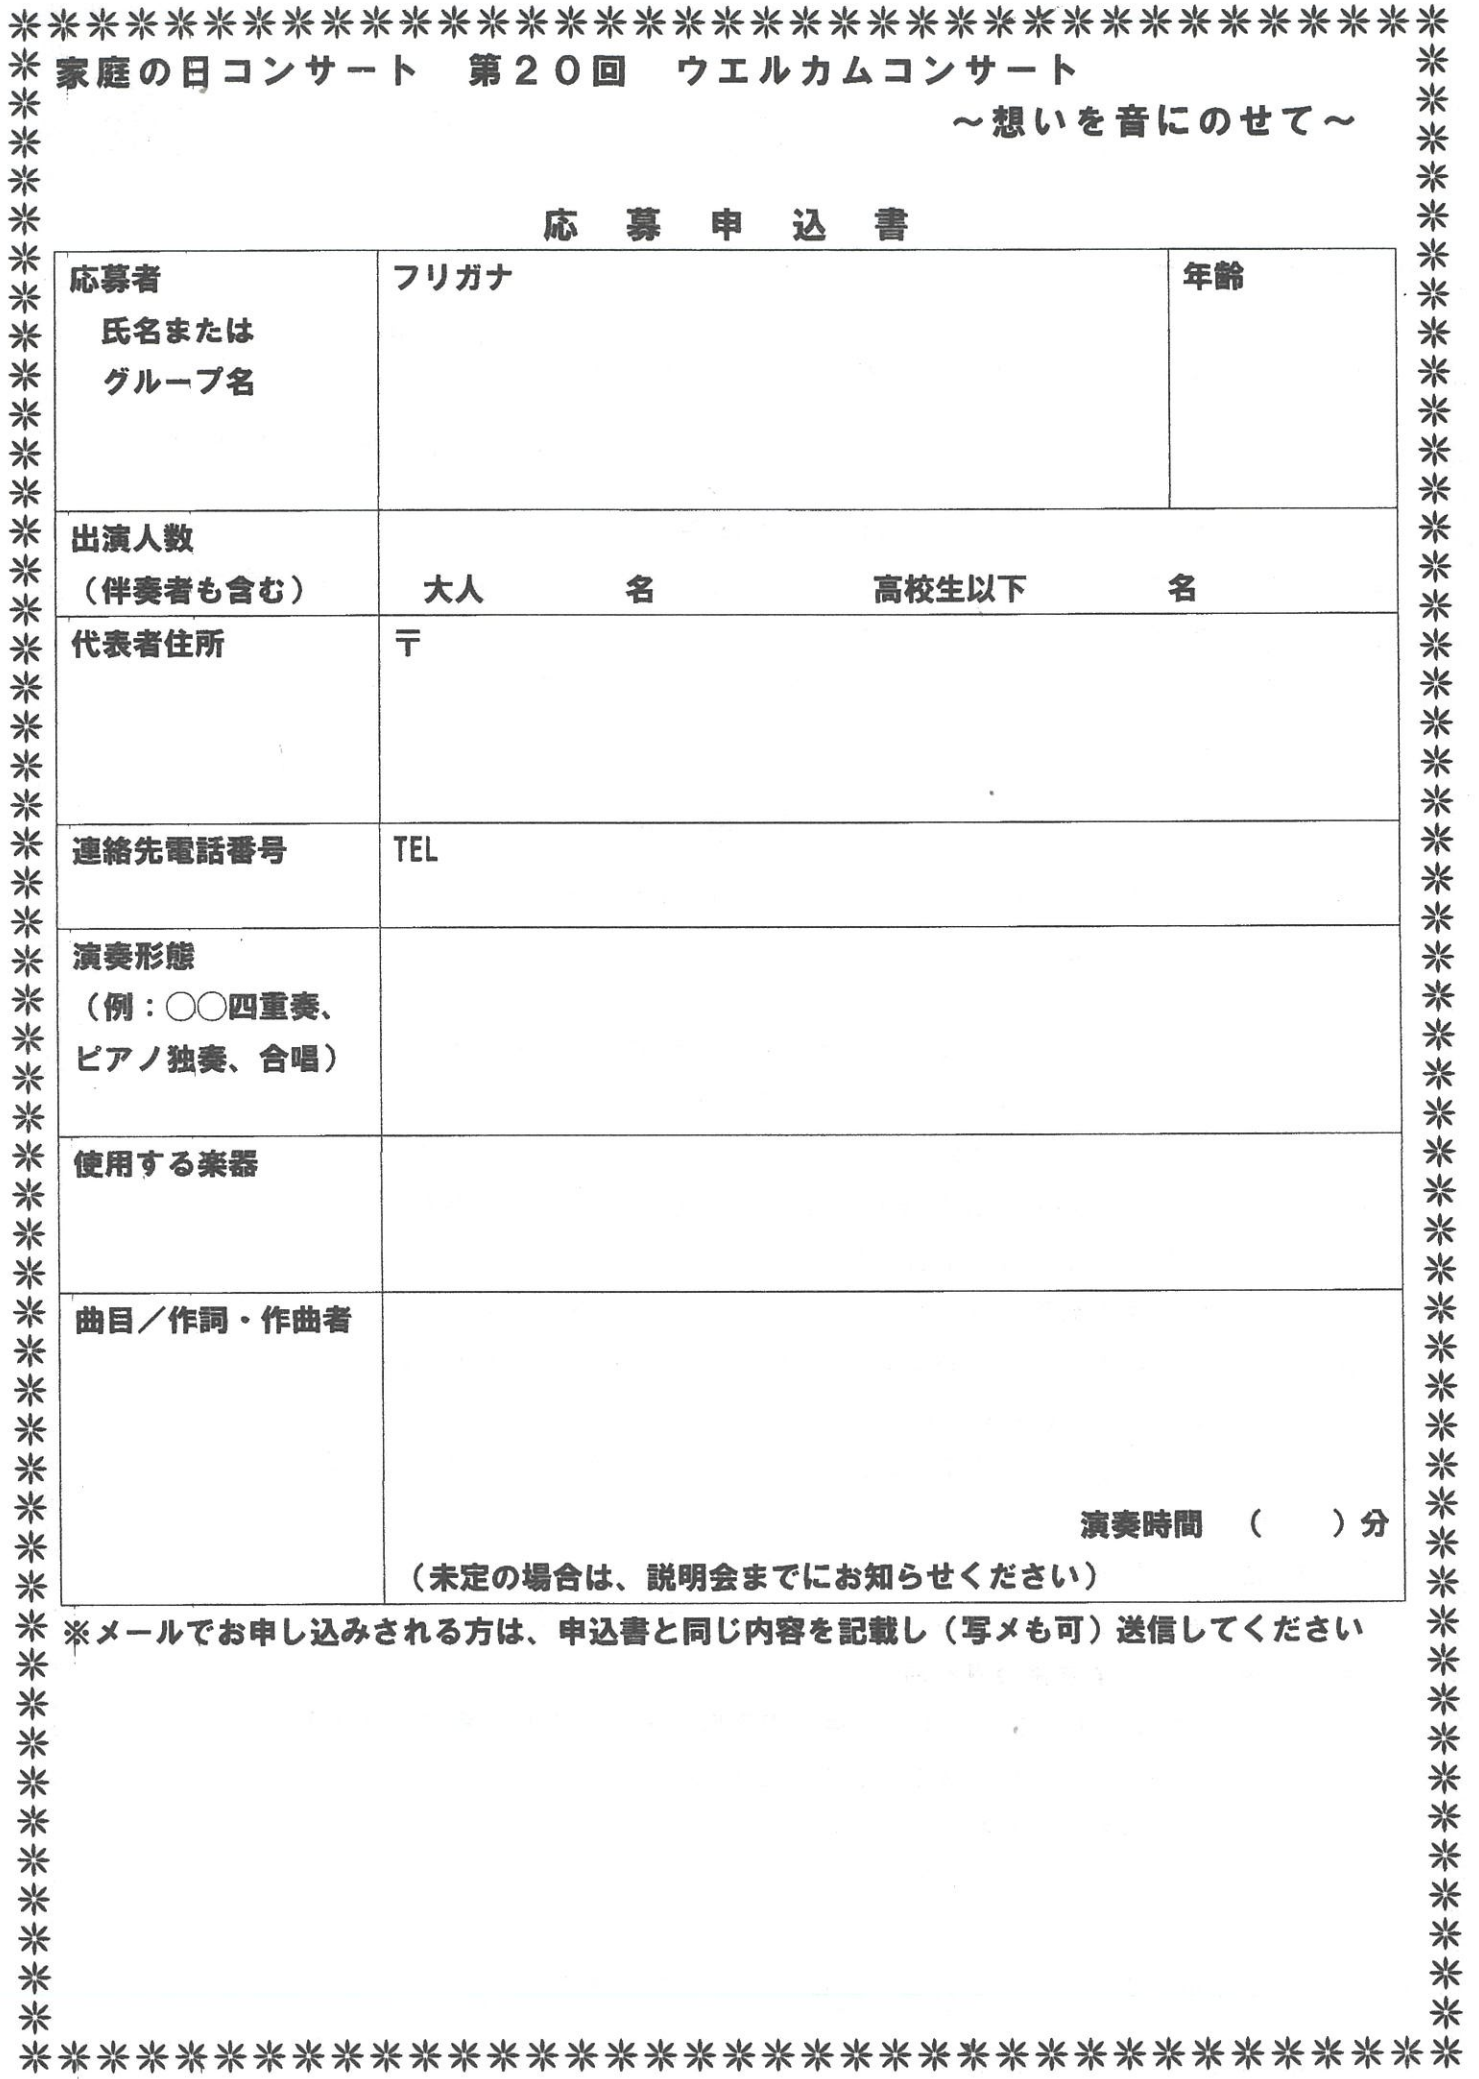 家庭の日コンサート　第２０回　ウエルカムコンサート
～想いを音にのせて～
応　募　申　込　書
応募者
氏名または
グループ名
フリガナ
年齢
出演人数
（伴奏者も含む）
大人　　　　名　　　　　　　高校生以下　　　　名
代表者住所
〒
連絡先電話番号
TEL
演奏形態
（例：〇〇四重奏、
ピアノ独奏、合唱）
使用する楽器
曲目／作詞・作曲者
演奏時間　（　　）分
（未定の場合は、説明会までにお知らせください）
※メールでお申し込みされる方は、申込書と同じ内容を記載し（写メも可）送信してください